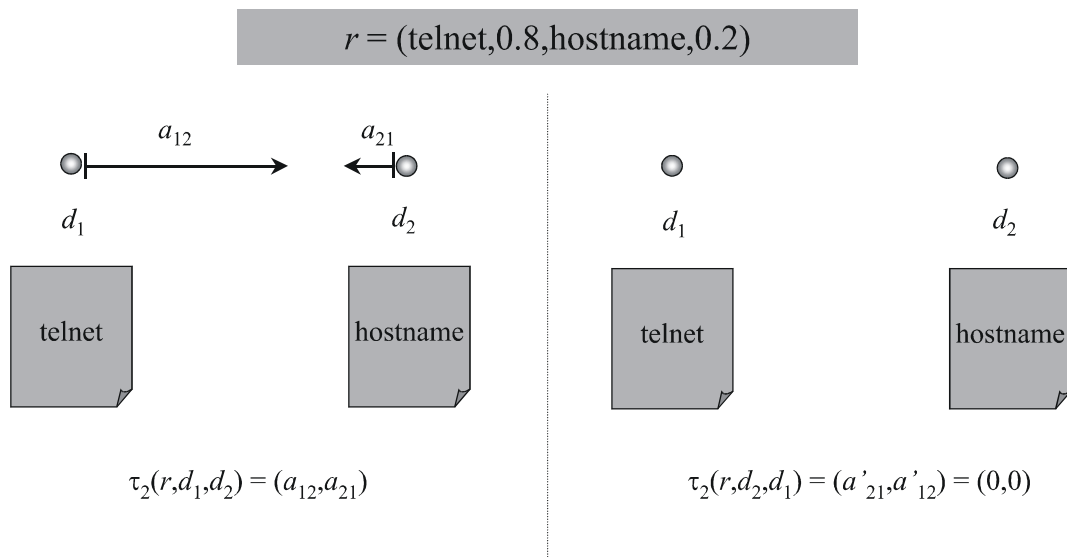 r = (telnet,0.8,hostname,0.2)
a₁₂ a₂₁
d₁ d₂ d₁ d₂
telnet hostname telnet hostname
τ₂(r,d₁,d₂) = (a₁₂,a₂₁) τ₂(r,d₂,d₁) = (a’₂₁,a’₁₂) = (0,0)